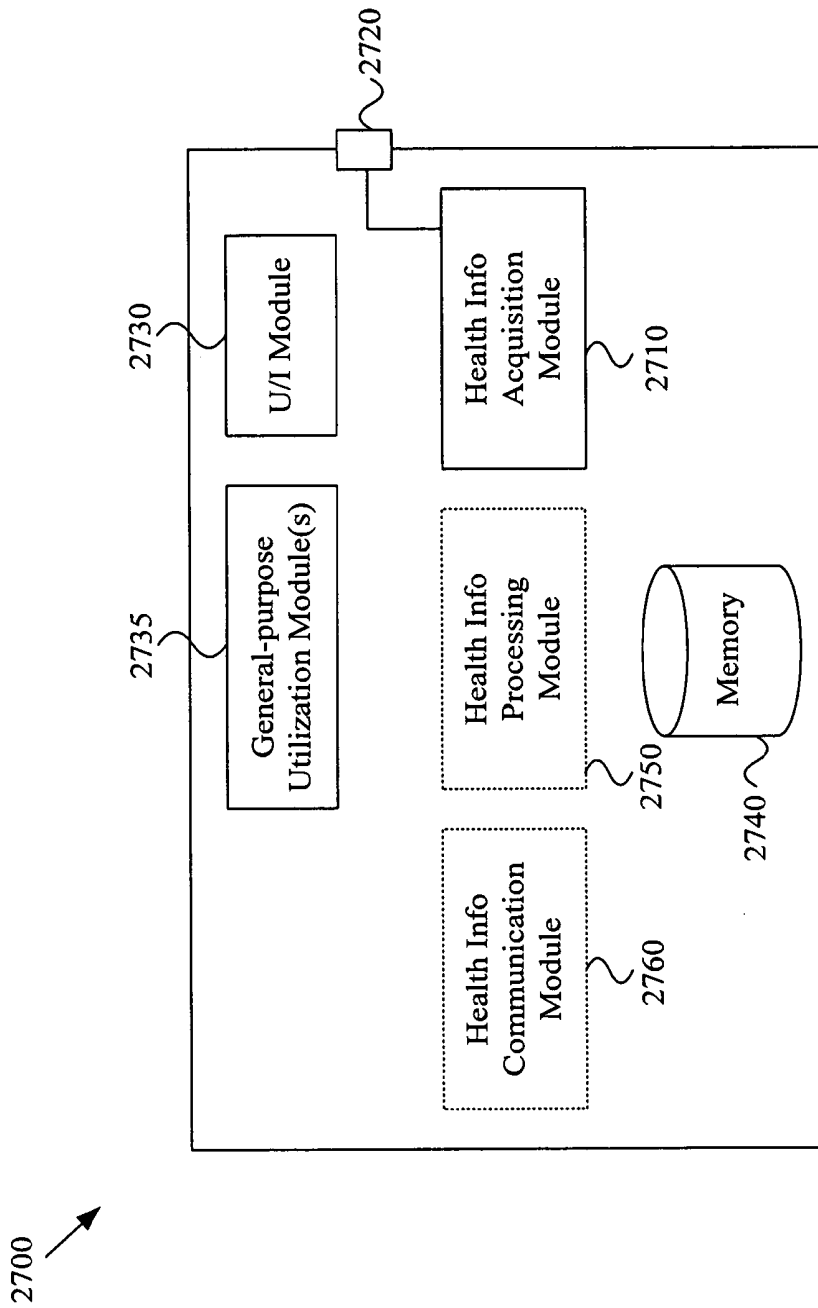 2700
2735
2730
2720
General-purpose
Utilization Module(s)
U/I Module
Health Info
Communication
Module
Health Info
Processing
Module
Health Info
Acquisition
Module
2760
2750
2710
Memory
2740